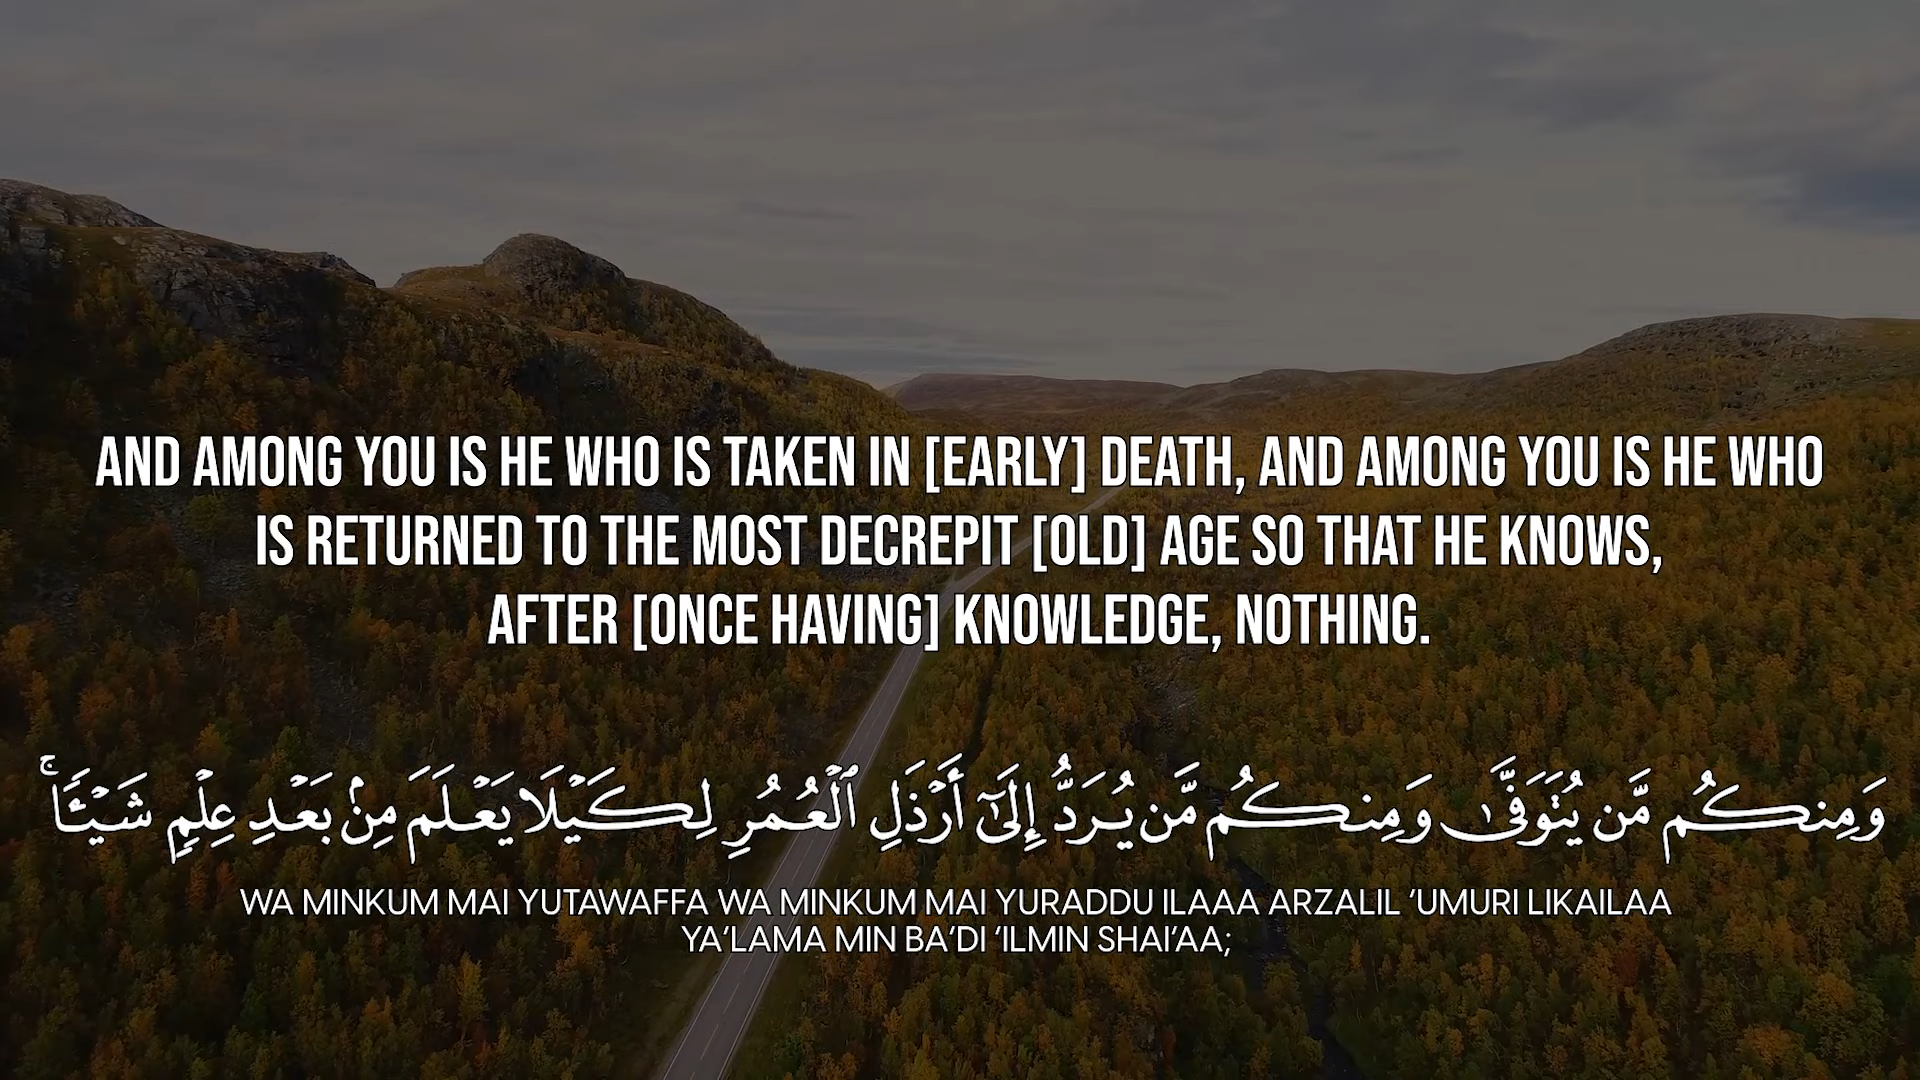 AND AMONG YOU IS HE WHO IS TAKEN IN [EARLY] DEATH, AND AMONG YOU IS HE WHO
IS RETURNED TO THE MOST DECREPIT [OLD] AGE SO THAT HE KNOWS,
AFTER [ONCE HAVING] KNOWLEDGE, NOTHING.
وَمِنكُم مَّن يُتَوَفَّىٰ وَمِنكُم مَّن يُرَدُّ إِلَىٰٓ أَرْذَلِ ٱلْعُمُرِ لِكَيْلَا يَعْلَمَ مِنۢ بَعْدِ عِلْمٍ شَيْـًٔا ۚ
WA MINKUM MAI YUTAWAFFA WA MINKUM MAI YURADDU ILAAA ARZALIL ’UMURI LIKAILAA
YA’LAMA MIN BA’DI ’ILMIN SHAI’AA;